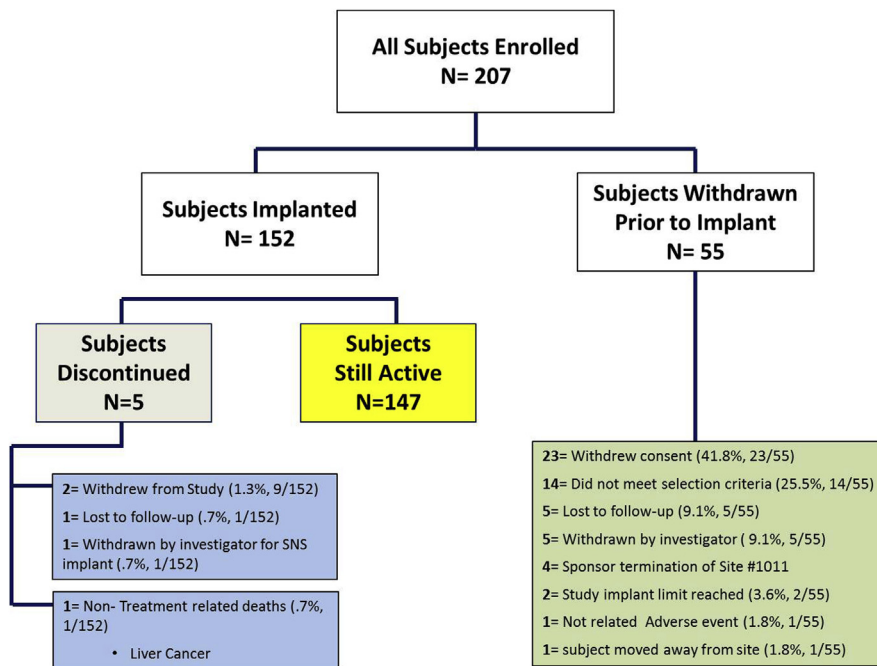 All Subjects Enrolled
N= 207
Subjects Implanted
N= 152
Subjects Withdrawn
Prior to Implant
N= 55
Subjects
Discontinued
N=5
Subjects
Still Active
N=147
2= Withdrew from Study (1.3%, 9/152)
1= Lost to follow-up (.7%, 1/152)
1= Withdrawn by investigator for SNS
implant (.7%, 1/152)
1= Non- Treatment related deaths (.7%,
1/152)
• Liver Cancer
23= Withdrew consent (41.8%, 23/55)
14= Did not meet selection criteria (25.5%, 14/55)
5= Lost to follow-up (9.1%, 5/55)
5= Withdrawn by investigator ( 9.1%, 5/55)
4= Sponsor termination of Site #1011
2= Study implant limit reached (3.6%, 2/55)
1= Not related  Adverse event (1.8%, 1/55)
1= subject moved away from site (1.8%, 1/55)